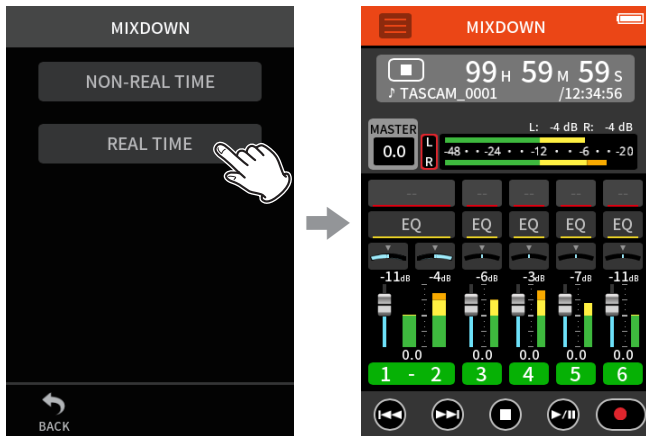 MIXDOWN
NON-REAL TIME
REAL TIME
BACK
MIXDOWN
99 H 59 M 59 S
♪ TASCAM_0001 /12:34:56
MASTER L: -4 dB R: -4 dB
0.0 L R -48 · · -24 · · -12 · · -6 · · -20
-- -- -- -- --
EQ EQ EQ EQ EQ
-11dB -4dB -6dB -3dB -7dB -11dB
0.0 0.0 0.0 0.0 0.0
1 - 2 3 4 5 6